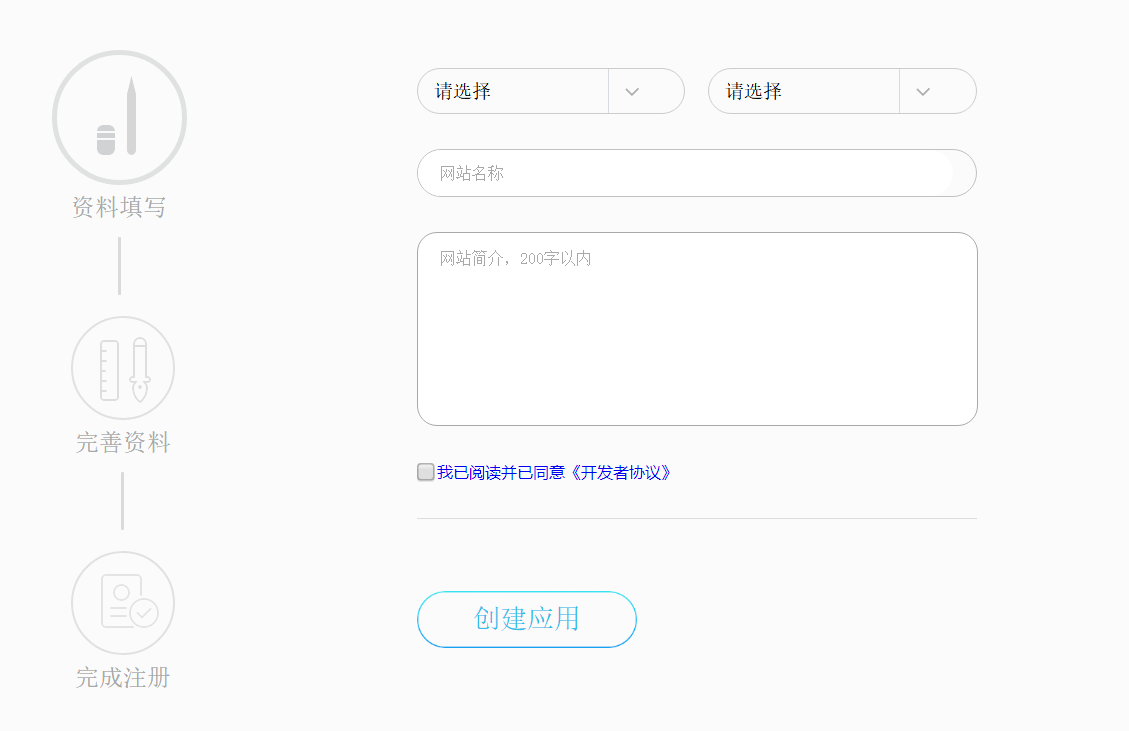 资料填写
完善资料
完成注册
请选择
请选择
网站名称
网站简介，200字以内
我已阅读并已同意《开发者协议》
创建应用